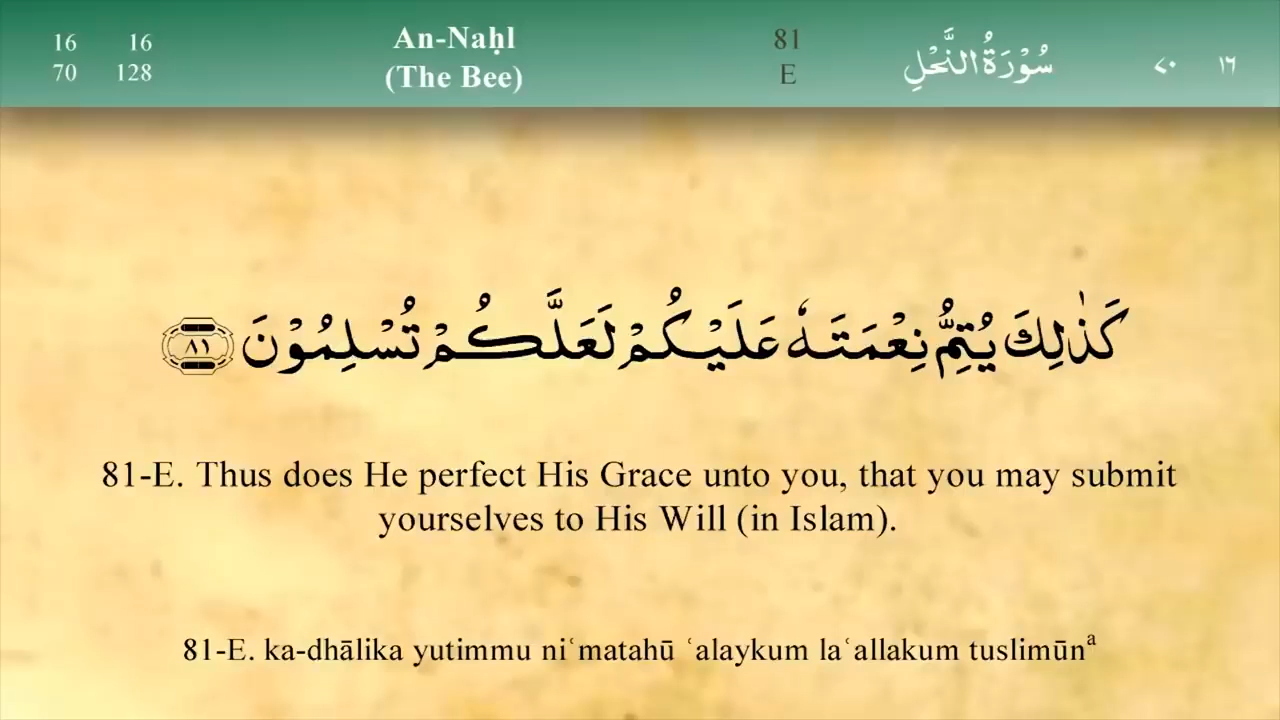 16 16 An-Naḥl 81 سُوْرَةُ النَّحْلِ ٧٠ ١٦
70 128 (The Bee) E
كَذٰلِكَ يُتِمُّ نِعْمَتَهٗ عَلَيْكُمْ لَعَلَّكُمْ تُسْلِمُوْنَ ٨١
81-E. Thus does He perfect His Grace unto you, that you may submit
yourselves to His Will (in Islam).
81-E. ka-dhālika yutimmu niʿmatahū ʿalaykum laʿallakum tuslimūnᵃ